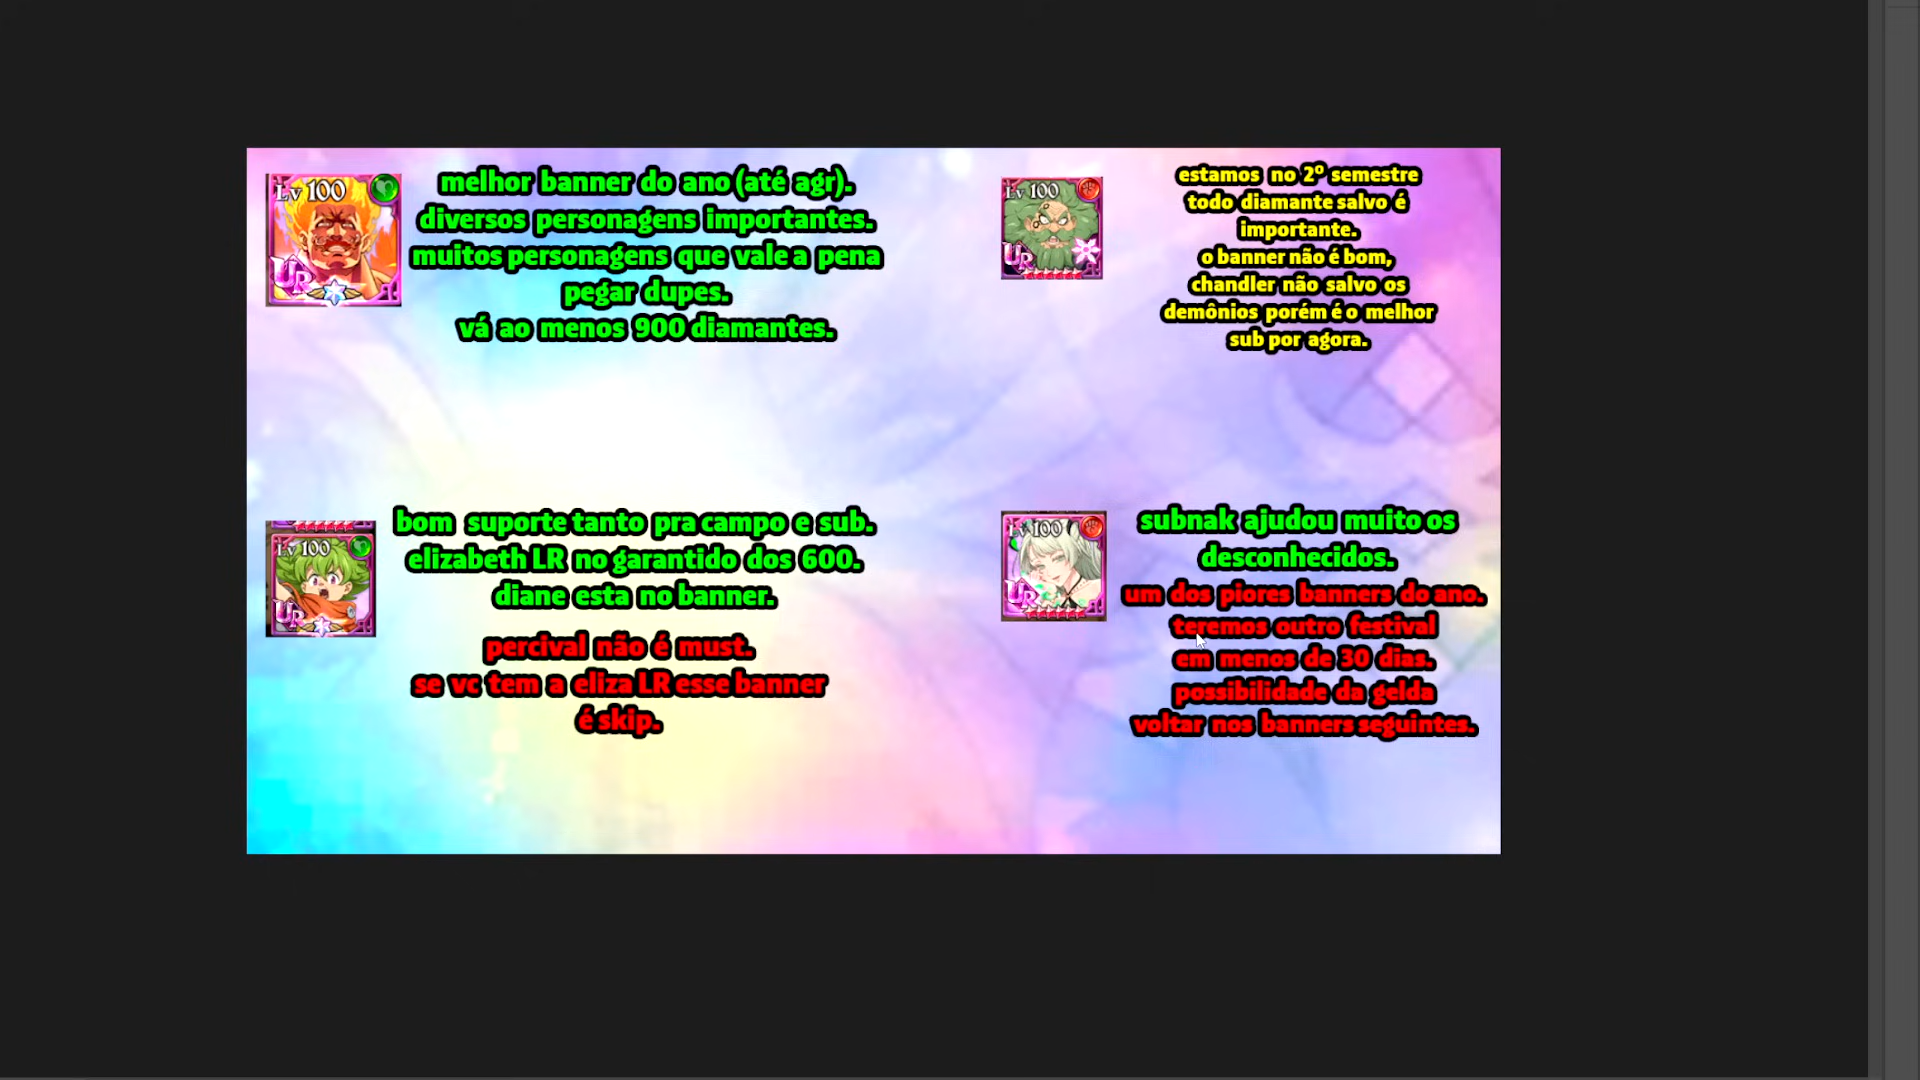 Lv 100
UR
melhor banner do ano (até agr).
diversos personagens importantes.
muitos personagens que vale a pena
pegar dupes.
vá ao menos 900 diamantes.
Lv 100
UR
estamos no 2º semestre
todo diamante salvo é
importante.
o banner não é bom,
chandler não salvo os
demônios porém é o melhor
sub por agora.
Lv 100
UR
bom suporte tanto pra campo e sub.
elizabeth LR no garantido dos 600.
diane esta no banner.
percival não é must.
se vc tem a eliza LR esse banner
é skip.
Lv 100
UR
subnak ajudou muito os
desconhecidos.
um dos piores banners do ano.
teremos outro festival
em menos de 30 dias.
possibilidade da gelda
voltar nos banners seguintes.